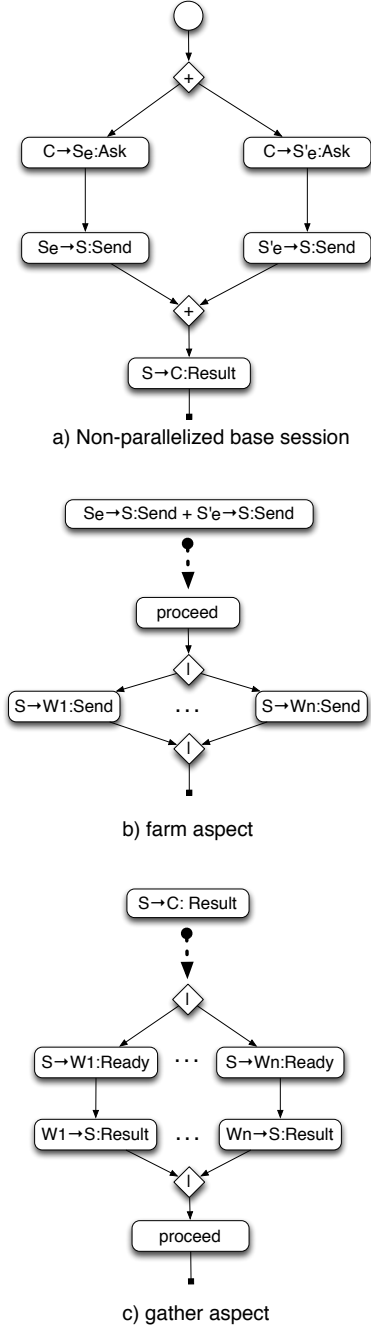 +
C→Se:Ask C→S'e:Ask
Se→S:Send S'e→S:Send
+
S→C:Result
a) Non-parallelized base session
Se→S:Send + S'e→S:Send
proceed
|
S→W1:Send ... S→Wn:Send
|
b) farm aspect
S→C: Result
|
S→W1:Ready ... S→Wn:Ready
W1→S:Result ... Wn→S:Result
|
proceed
c) gather aspect